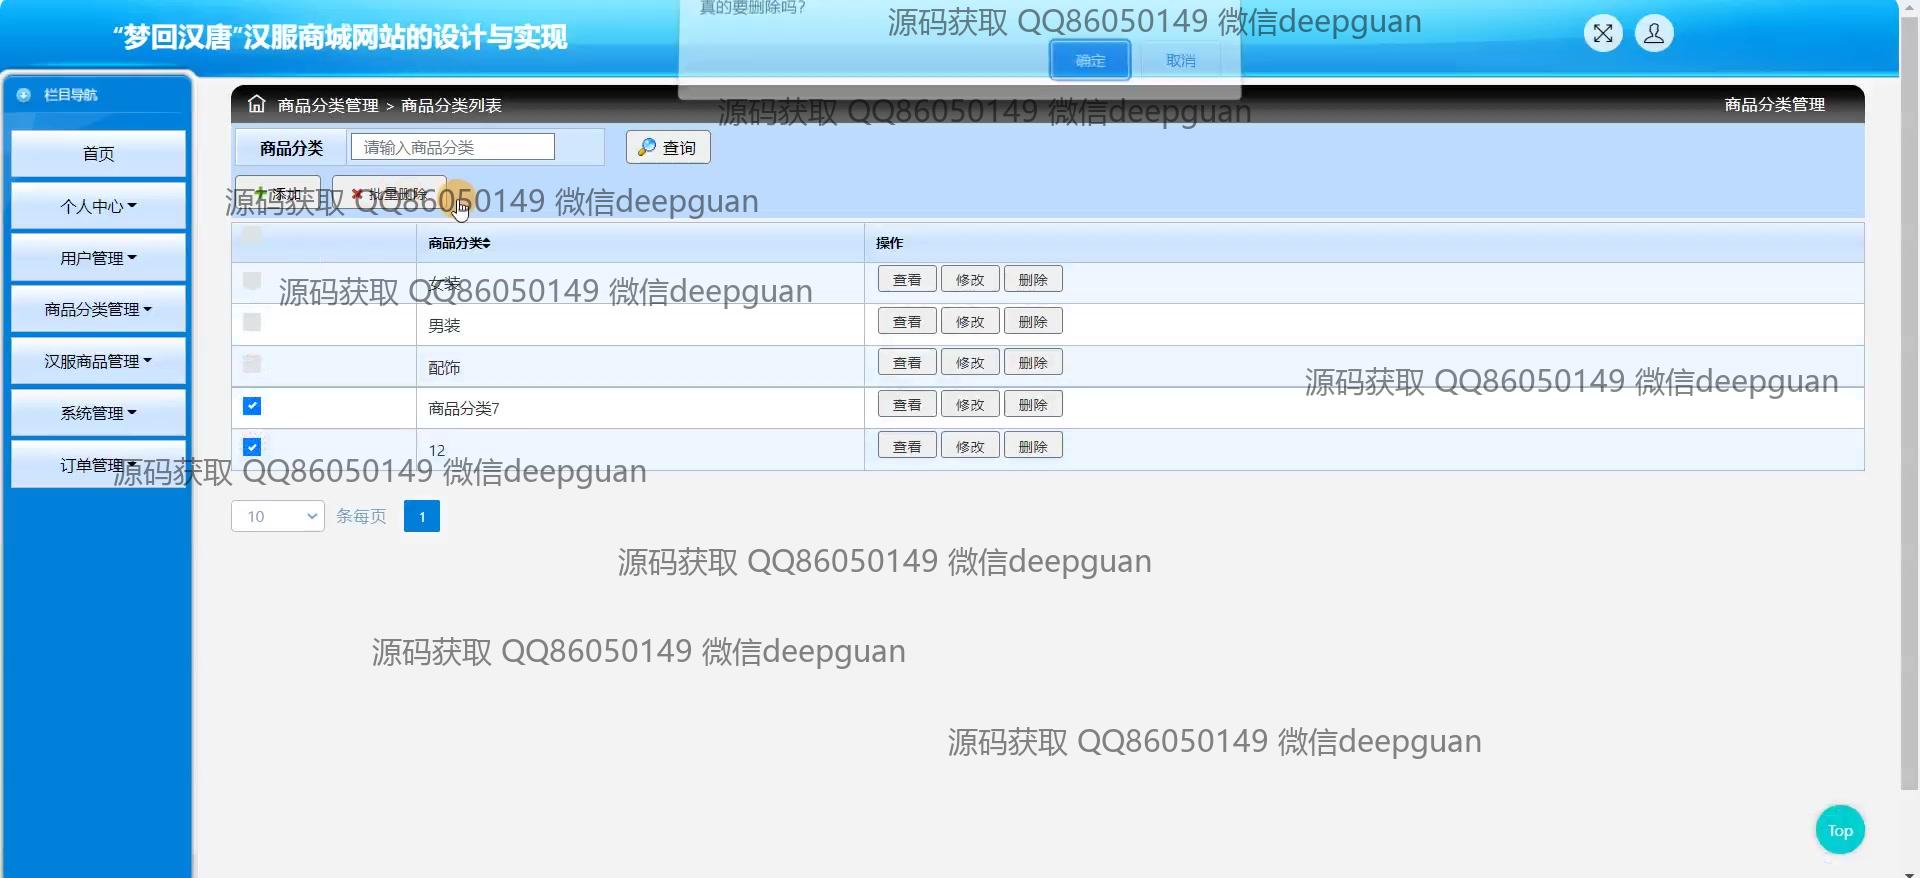 真的要删除吗?
源码获取 QQ86050149 微信deepguan
“梦回汉唐”汉服商城网站的设计与实现
确定
取消
栏目导航
商品分类管理 > 商品分类列表
商品分类管理
源码获取 QQ86050149 微信deepguan
首页
商品分类
请输入商品分类
查询
个人中心
添加
批量删除
源码获取 QQ86050149 微信deepguan
商品分类
操作
用户管理
女装
查看
修改
删除
源码获取 QQ86050149 微信deepguan
商品分类管理
男装
查看
修改
删除
汉服商品管理
配饰
查看
修改
删除
源码获取 QQ86050149 微信deepguan
系统管理
商品分类7
查看
修改
删除
12
查看
修改
删除
订单管理
源码获取 QQ86050149 微信deepguan
10
条每页
1
源码获取 QQ86050149 微信deepguan
源码获取 QQ86050149 微信deepguan
源码获取 QQ86050149 微信deepguan
Top